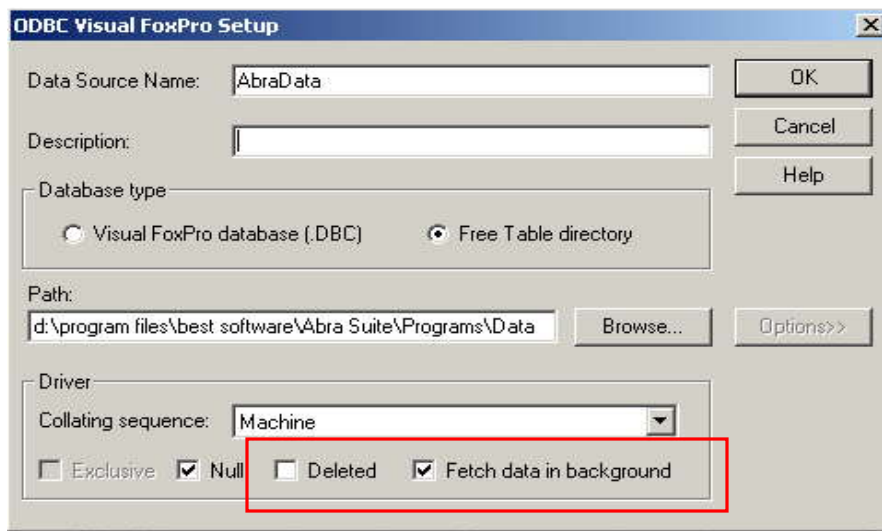 ODBC Visual FoxPro Setup
Data Source Name: AbraData OK
Description: Cancel
Help
Database type
Visual FoxPro database (.DBC) Free Table directory
Path:
d:\program files\best software\Abra Suite\Programs\Data Browse... Options>>
Driver
Collating sequence: Machine
Exclusive Null Deleted Fetch data in background